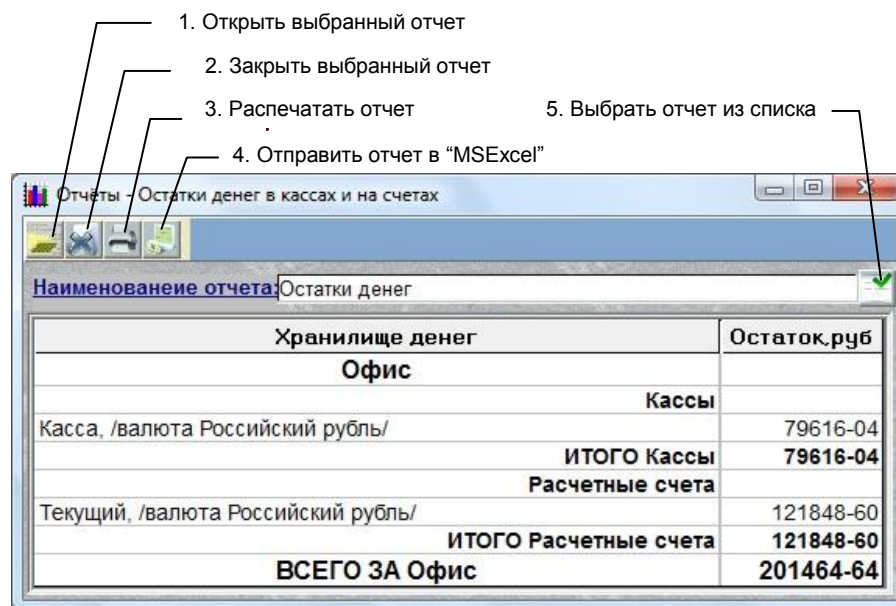 1. Открыть выбранный отчет
2. Закрыть выбранный отчет
3. Распечатать отчет
5. Выбрать отчет из списка
4. Отправить отчет в “MSExcel”
Отчёты - Остатки денег в кассах и на счетах
Наименованеие отчета: Остатки денег
Хранилище денег Остаток,руб
Офис
Кассы
Касса, /валюта Российский рубль/ 79616-04
ИТОГО Кассы 79616-04
Расчетные счета
Текущий, /валюта Российский рубль/ 121848-60
ИТОГО Расчетные счета 121848-60
ВСЕГО ЗА Офис 201464-64